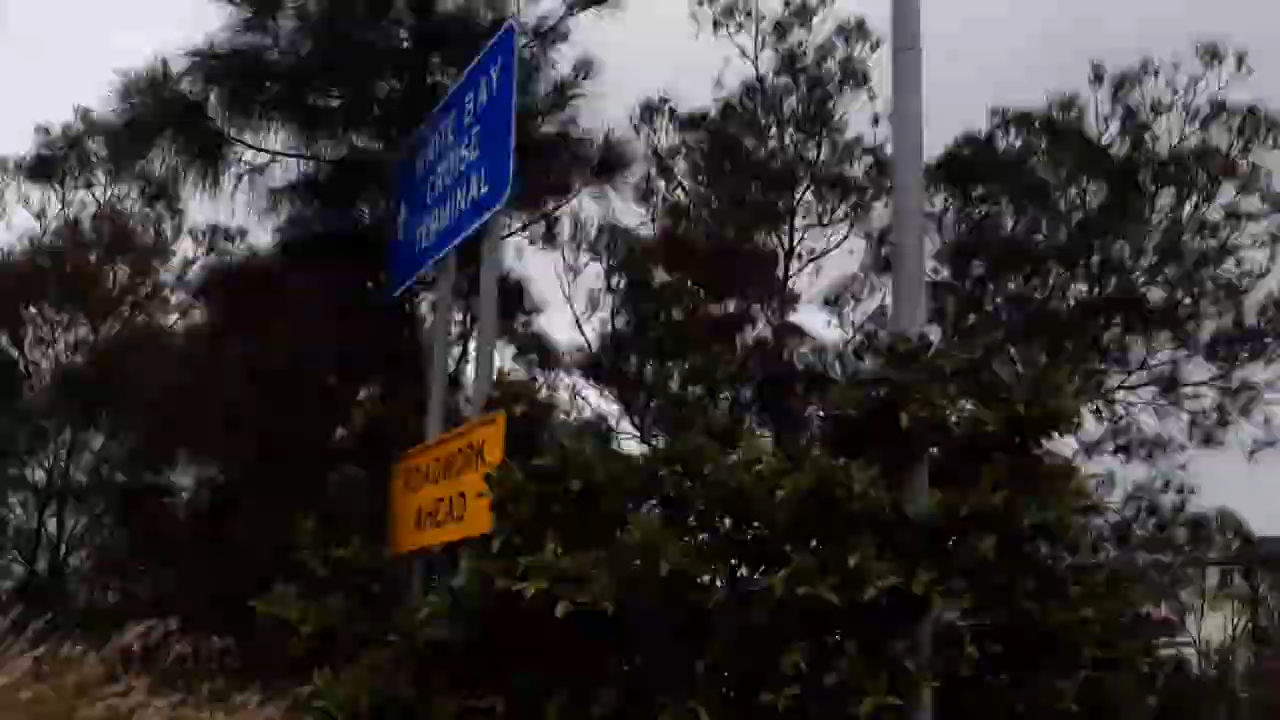 WHITE BAY
CRUISE
TERMINAL
ROADWORK
AHEAD